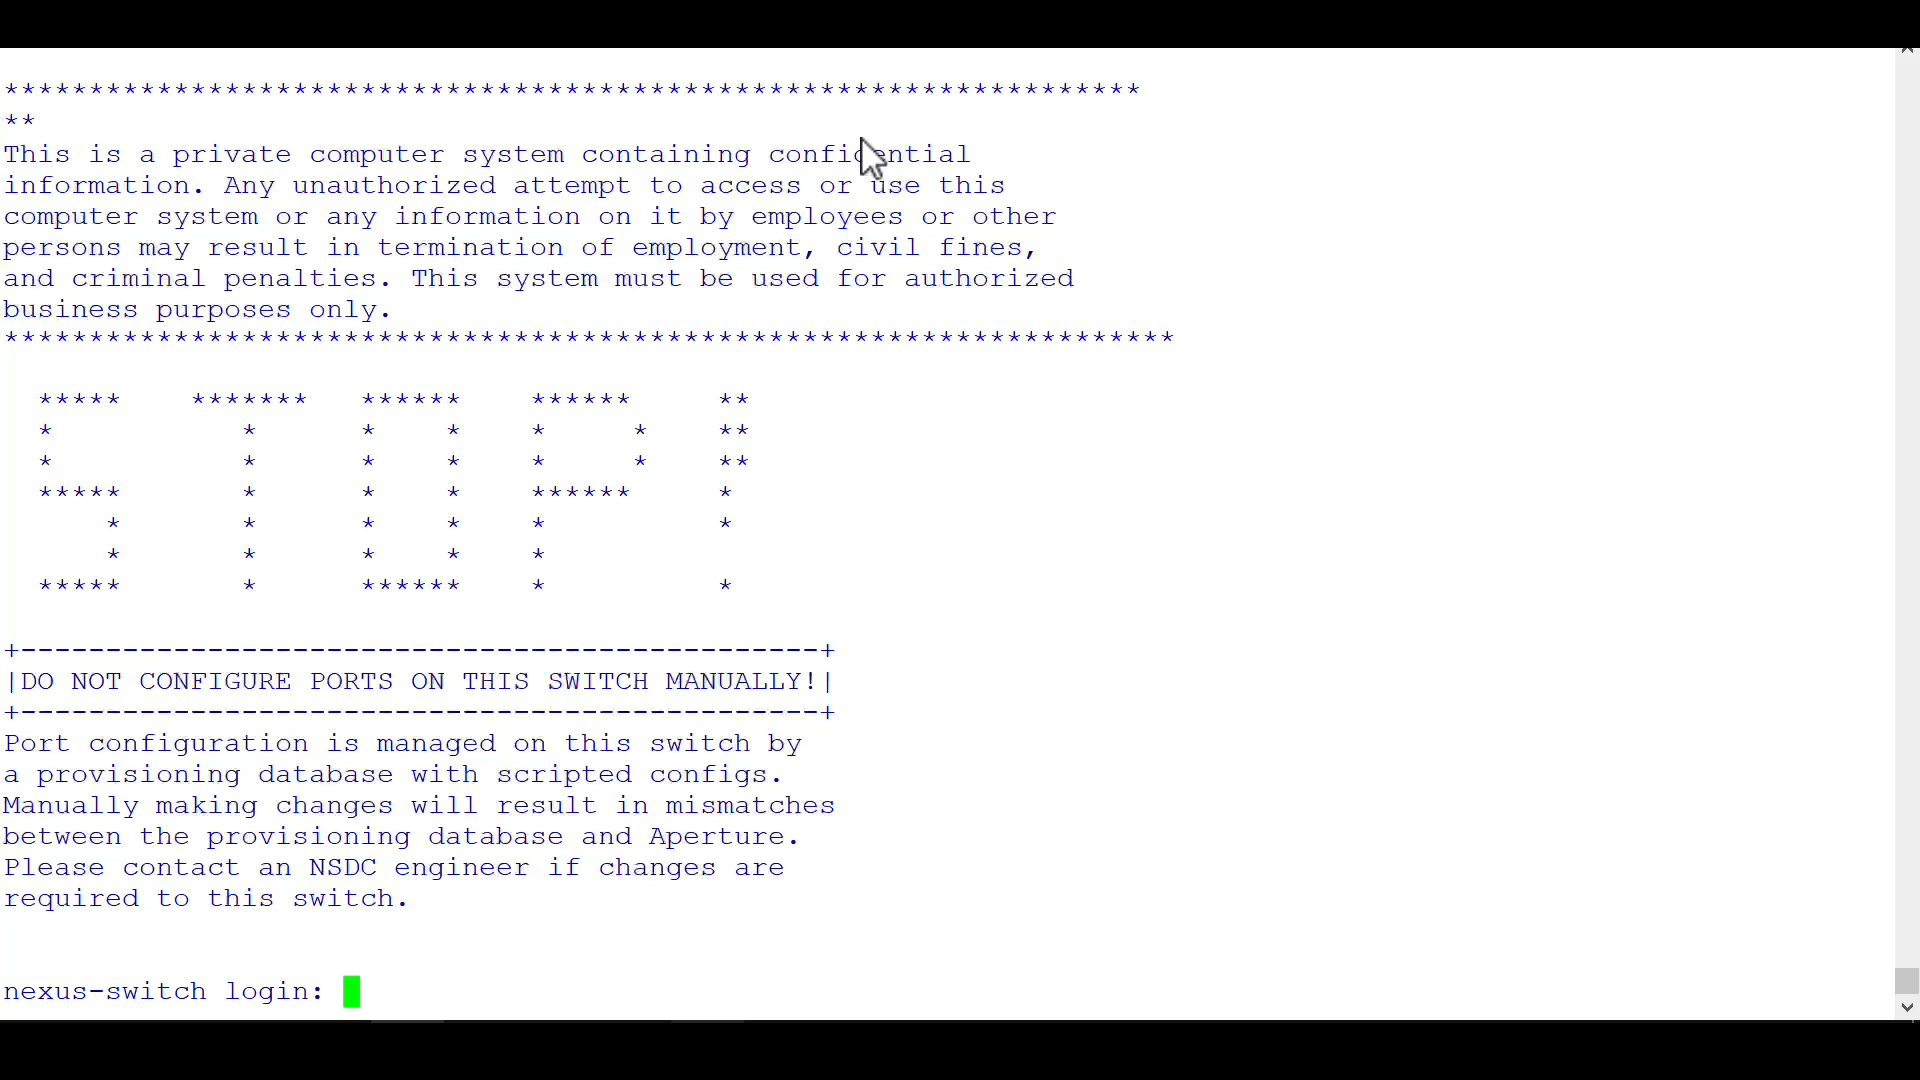 *******************************************************************
**
This is a private computer system containing confidential
information. Any unauthorized attempt to access or use this
computer system or any information on it by employees or other
persons may result in termination of employment, civil fines,
and criminal penalties. This system must be used for authorized
business purposes only.
*********************************************************************
  *****    *******   ******    ******     **
  *           *      *    *    *     *    **
  *           *      *    *    *     *    **
  *****       *      *    *    ******     *
      *       *      *    *    *          *
      *       *      *    *    *
  *****       *      ******    *          *
+-----------------------------------------------+
|DO NOT CONFIGURE PORTS ON THIS SWITCH MANUALLY!|
+-----------------------------------------------+
Port configuration is managed on this switch by
a provisioning database with scripted configs.
Manually making changes will result in mismatches
between the provisioning database and Aperture.
Please contact an NSDC engineer if changes are
required to this switch.
nexus-switch login: